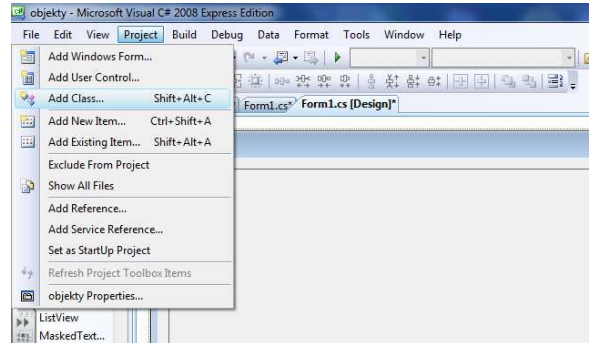 objekty - Microsoft Visual C# 2008 Express Edition
File Edit View Project Build Debug Data Format Tools Window Help
Add Windows Form...
Add User Control...
Add Class... Shift+Alt+C
Form1.cs* Form1.cs [Design]*
Add New Item... Ctrl+Shift+A
Add Existing Item... Shift+Alt+A
Exclude From Project
Show All Files
Add Reference...
Add Service Reference...
Set as StartUp Project
Refresh Project Toolbox Items
objekty Properties...
ListView
MaskedText...